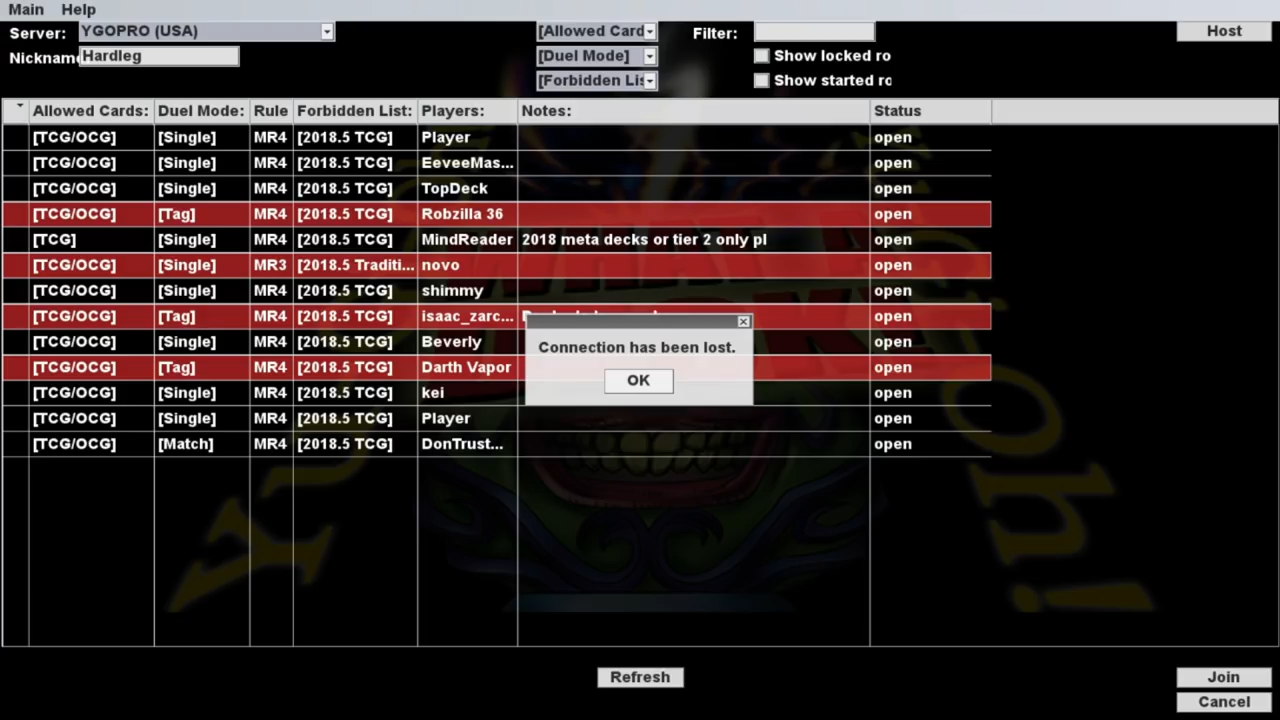 Main Help
Server: YGOPRO (USA) [Allowed Card Filter: Host
Nickname Hardleg [Duel Mode] Show locked ro
[Forbidden Lis Show started ro
Allowed Cards: Duel Mode: Rule Forbidden List: Players: Notes: Status
[TCG/OCG] [Single] MR4 [2018.5 TCG] Player open
[TCG/OCG] [Single] MR4 [2018.5 TCG] EeveeMas... open
[TCG/OCG] [Single] MR4 [2018.5 TCG] TopDeck open
[TCG/OCG] [Tag] MR4 [2018.5 TCG] Robzilla 36 open
[TCG] [Single] MR4 [2018.5 TCG] MindReader 2018 meta decks or tier 2 only pl open
[TCG/OCG] [Single] MR3 [2018.5 Traditi... novo open
[TCG/OCG] [Single] MR4 [2018.5 TCG] shimmy open
[TCG/OCG] [Tag] MR4 [2018.5 TCG] isaac_zarc... open
[TCG/OCG] [Single] MR4 [2018.5 TCG] Beverly open
[TCG/OCG] [Tag] MR4 [2018.5 TCG] Darth Vapor open
[TCG/OCG] [Single] MR4 [2018.5 TCG] kei open
[TCG/OCG] [Single] MR4 [2018.5 TCG] Player open
[TCG/OCG] [Match] MR4 [2018.5 TCG] DonTrust... open
Connection has been lost.
OK
Refresh
Join
Cancel